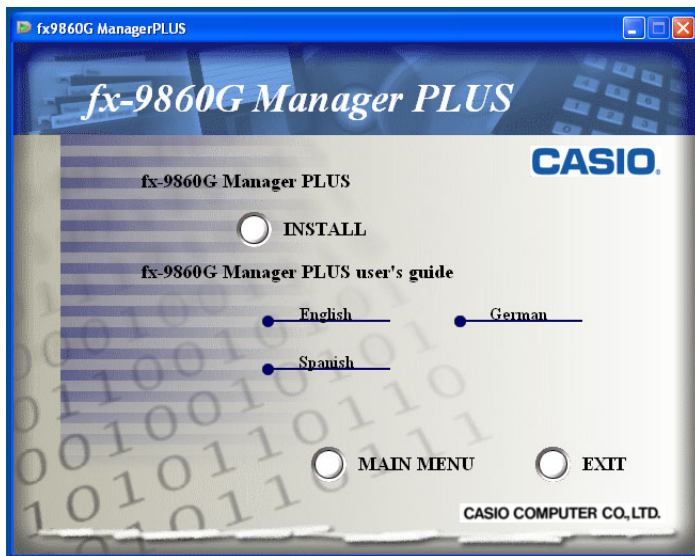 fx9860G ManagerPLUS
fx-9860G Manager PLUS
CASIO.
fx-9860G Manager PLUS
INSTALL
fx-9860G Manager PLUS user's guide
English German
Spanish
MAIN MENU EXIT
CASIO COMPUTER CO., LTD.